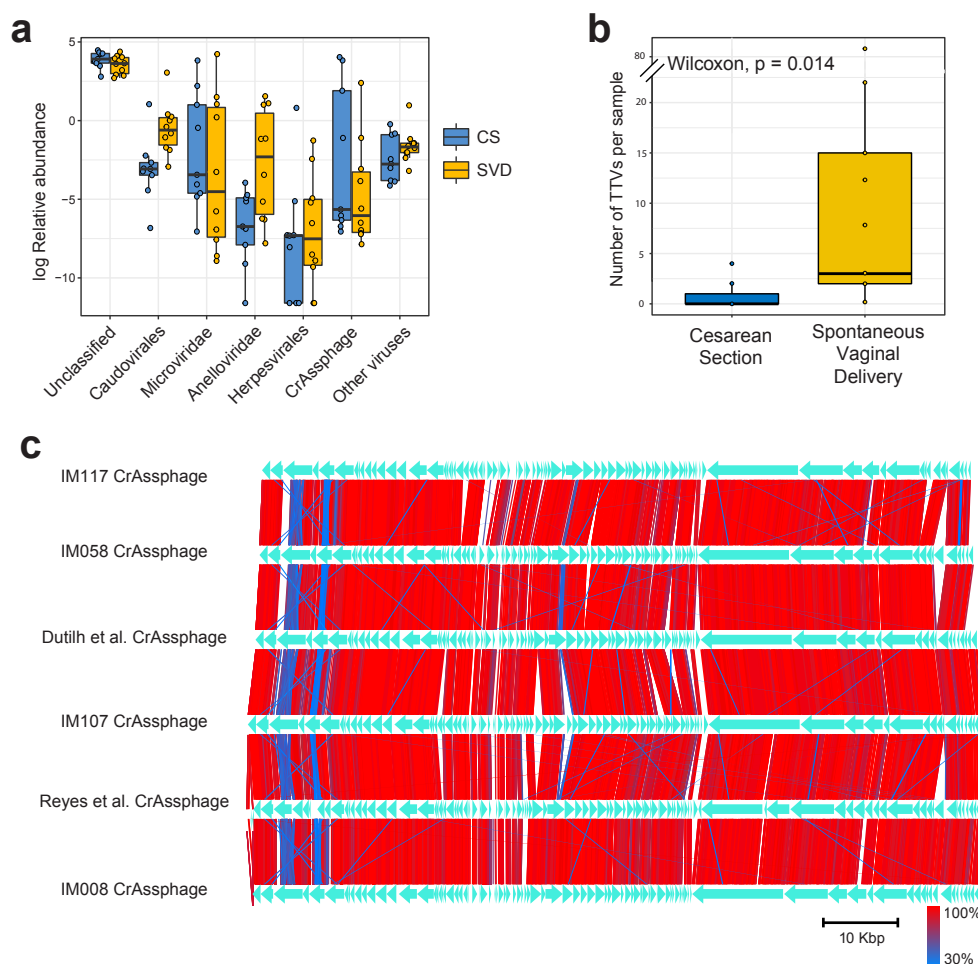 a
5
0
−5
−10
log Relative abundance
Unclassified
Caudovirales
Microviridae
Anelloviridae
Herpesvirales
CrAssphage
Other viruses
CS
SVD
b
80
20
15
10
5
0
Number of TTVs per sample
Wilcoxon, p = 0.014
Cesarean
Section
Spontaneous
Vaginal
Delivery
c
IM117 CrAssphage
IM058 CrAssphage
Dutilh et al. CrAssphage
IM107 CrAssphage
Reyes et al. CrAssphage
IM008 CrAssphage
10 Kbp
100%
30%